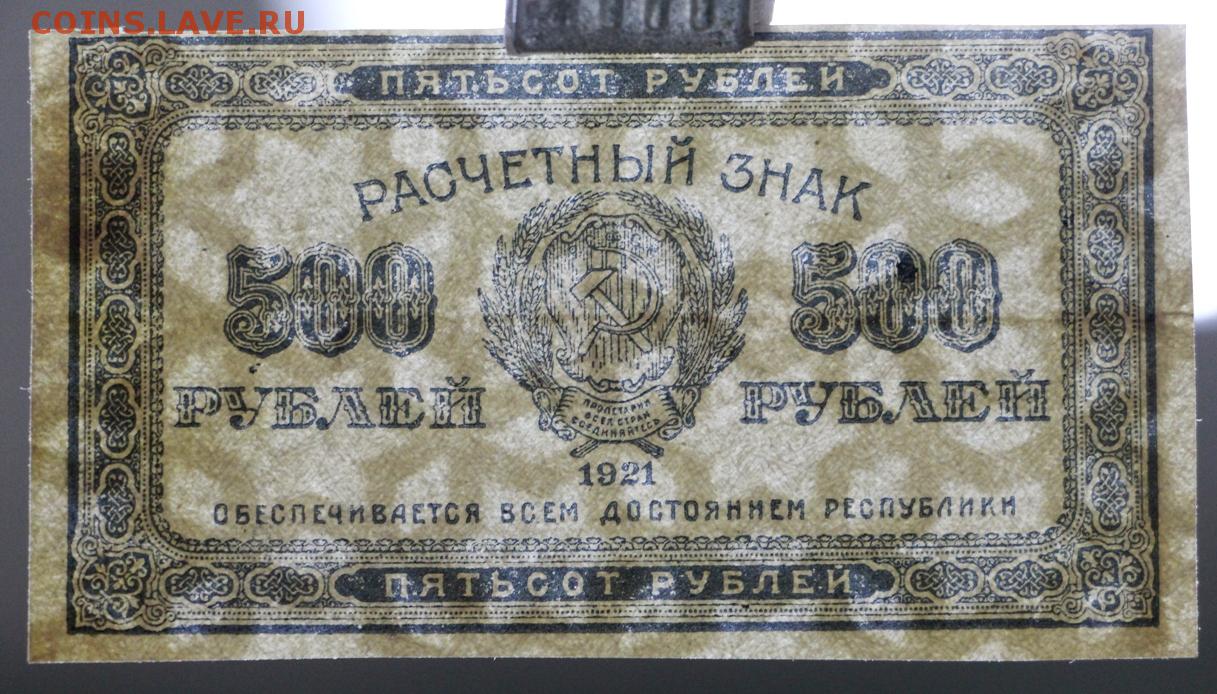 COINS.LAVE.RU
ПЯТЬСОТ РУБЛЕЙ
РАСЧЕТНЫЙ ЗНАК
500 500
РУБЛЕЙ РУБЛЕЙ
ПРОЛЕТАРИИ
ВСЕХ СТРАН
СОЕДИНЯЙТЕСЬ
1921
ОБЕСПЕЧИВАЕТСЯ ВСЕМ ДОСТОЯНИЕМ РЕСПУБЛИКИ
ПЯТЬСОТ РУБЛЕЙ